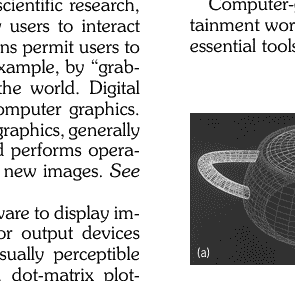 scientific research,
users to interact
ns permit users to
xample, by “grab-
the world. Digital
omputer graphics.
graphics, generally
d performs opera-
new images. See
ware to display im-
or output devices
sually perceptible
dot-matrix plot-
Computer-
tainment wor
essential tools
(a)